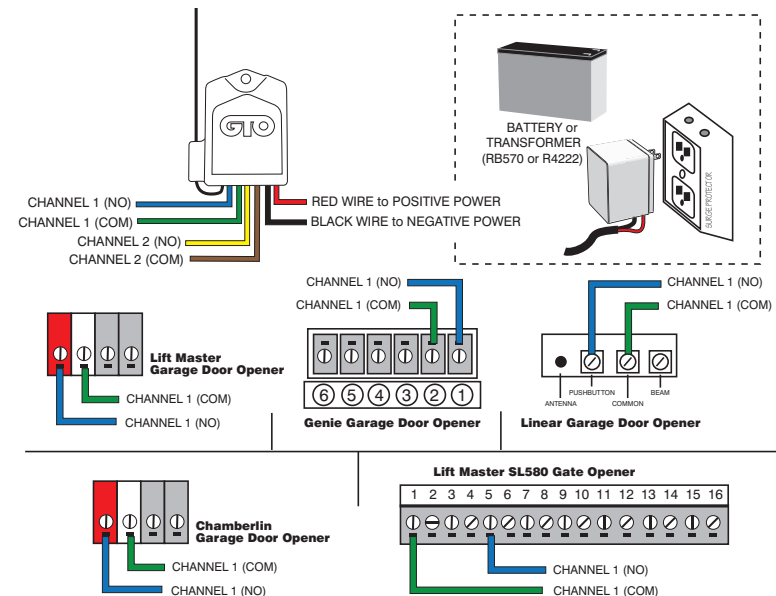 GTO
BATTERY or
TRANSFORMER
(RB570 or R4222)
SURGE PROTECTOR
CHANNEL 1 (NO)
CHANNEL 1 (COM)
CHANNEL 2 (NO)
CHANNEL 2 (COM)
RED WIRE to POSITIVE POWER
BLACK WIRE to NEGATIVE POWER
Lift Master
Garage Door Opener
CHANNEL 1 (COM)
CHANNEL 1 (NO)
CHANNEL 1 (NO)
CHANNEL 1 (COM)
6 5 4 3 2 1
Genie Garage Door Opener
CHANNEL 1 (NO)
CHANNEL 1 (COM)
ANTENNA
PUSHBUTTON
COMMON
BEAM
Linear Garage Door Opener
Chamberlin
Garage Door Opener
CHANNEL 1 (COM)
CHANNEL 1 (NO)
Lift Master SL580 Gate Opener
1 2 3 4 5 6 7 8 9 10 11 12 13 14 15 16
CHANNEL 1 (NO)
CHANNEL 1 (COM)